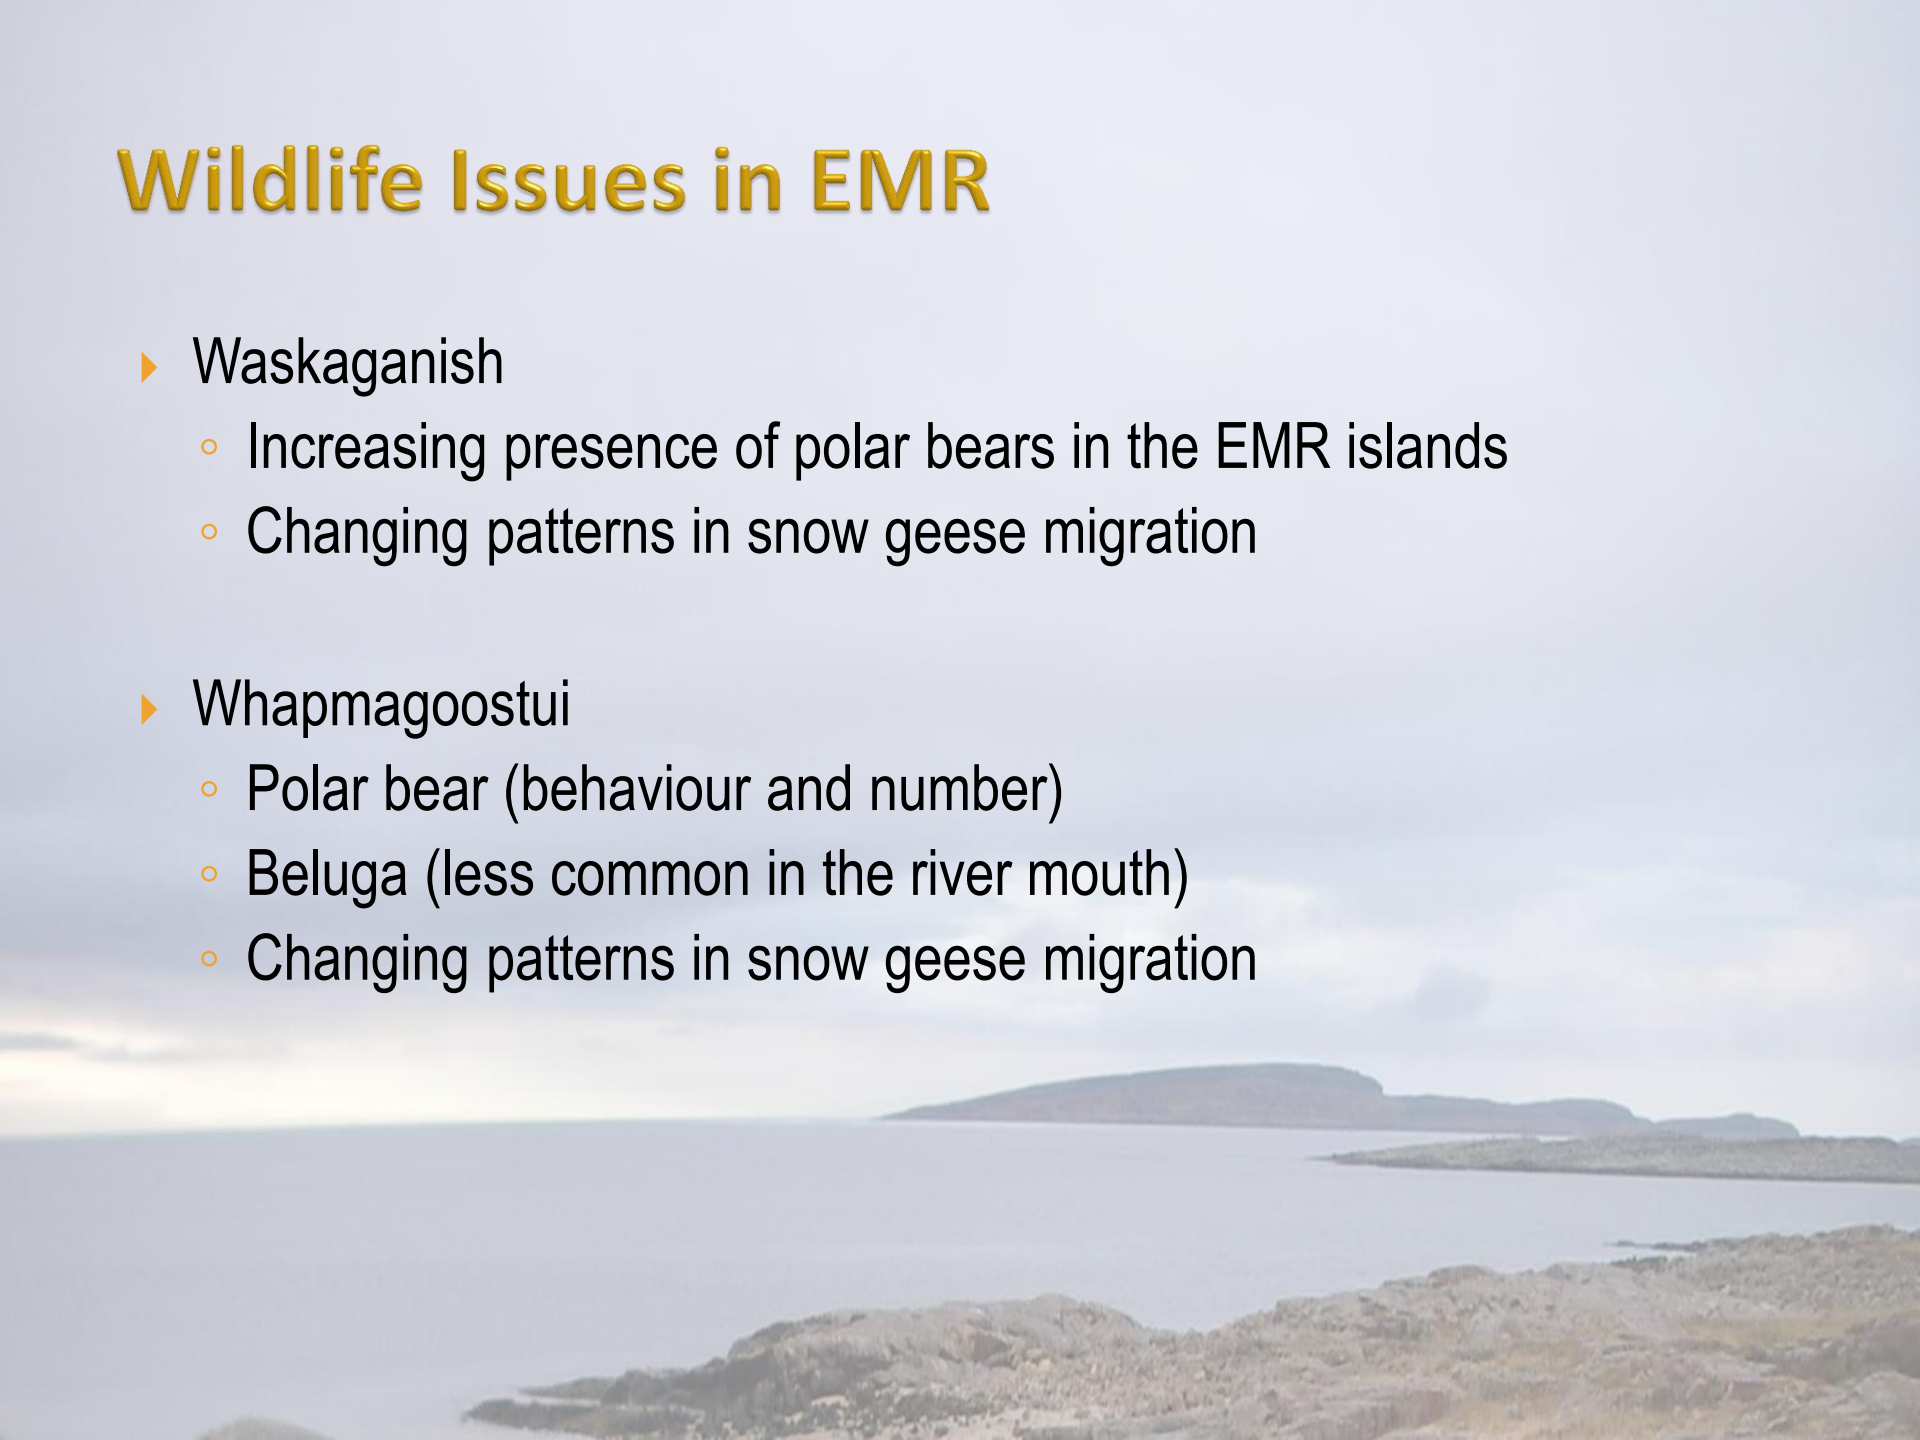 Wildlife Issues in EMR
Waskaganish
Increasing presence of polar bears in the EMR islands
Changing patterns in snow geese migration
Whapmagoostui
Polar bear (behaviour and number)
Beluga (less common in the river mouth)
Changing patterns in snow geese migration